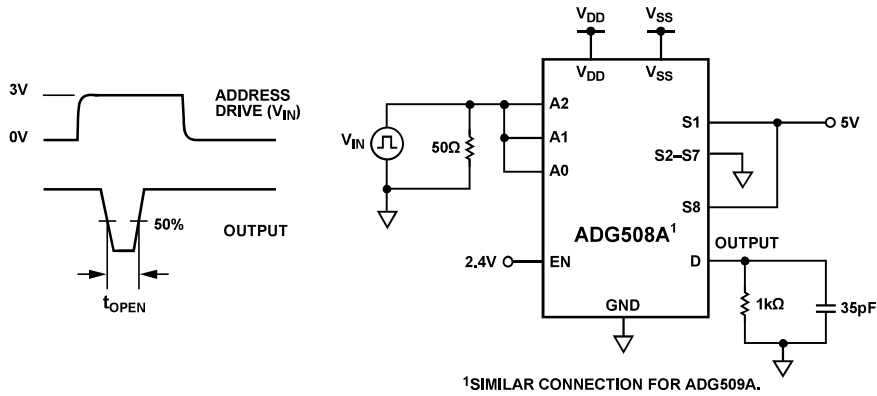 3V
0V
ADDRESS
DRIVE (VIN)
50%
OUTPUT
tOPEN
VDD
VSS
VDD
VSS
VIN
50Ω
A2
A1
A0
2.4V
EN
S1
5V
S2–S7
S8
ADG508A1
OUTPUT
D
GND
1kΩ
35pF
1SIMILAR CONNECTION FOR ADG509A.